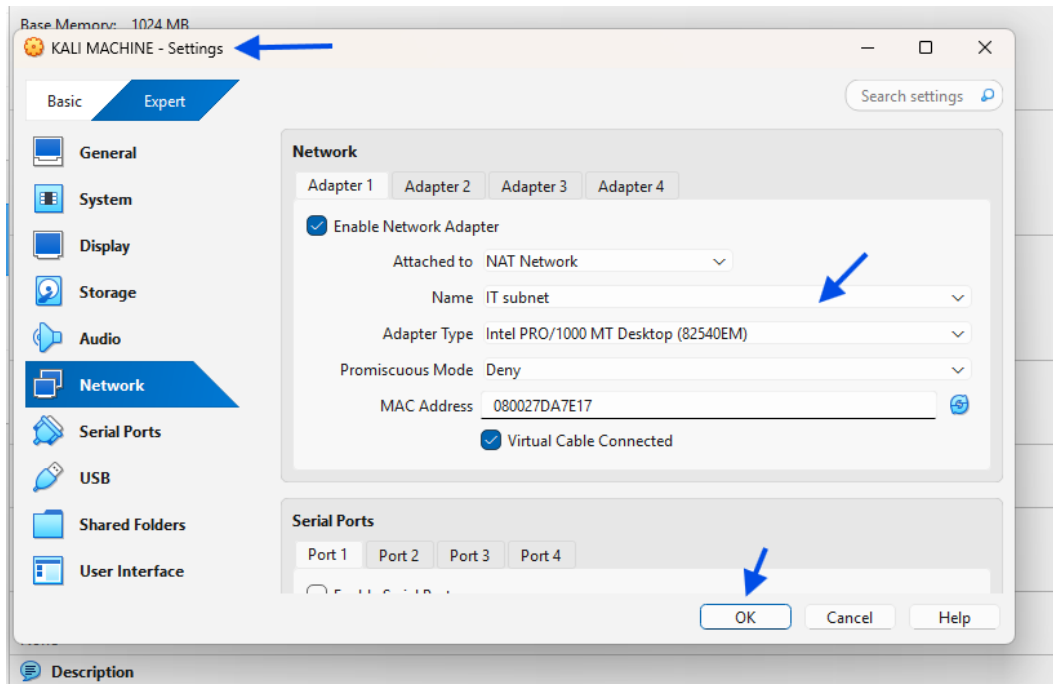 Base Memory: 1024 MB
KALI MACHINE - Settings
Basic
Expert
Search settings
General
System
Display
Storage
Audio
Network
Serial Ports
USB
Shared Folders
User Interface
Network
Adapter 1
Adapter 2
Adapter 3
Adapter 4
Enable Network Adapter
Attached to NAT Network
Name IT subnet
Adapter Type Intel PRO/1000 MT Desktop (82540EM)
Promiscuous Mode Deny
MAC Address 080027DA7E17
Virtual Cable Connected
Serial Ports
Port 1
Port 2
Port 3
Port 4
OK
Cancel
Help
Description